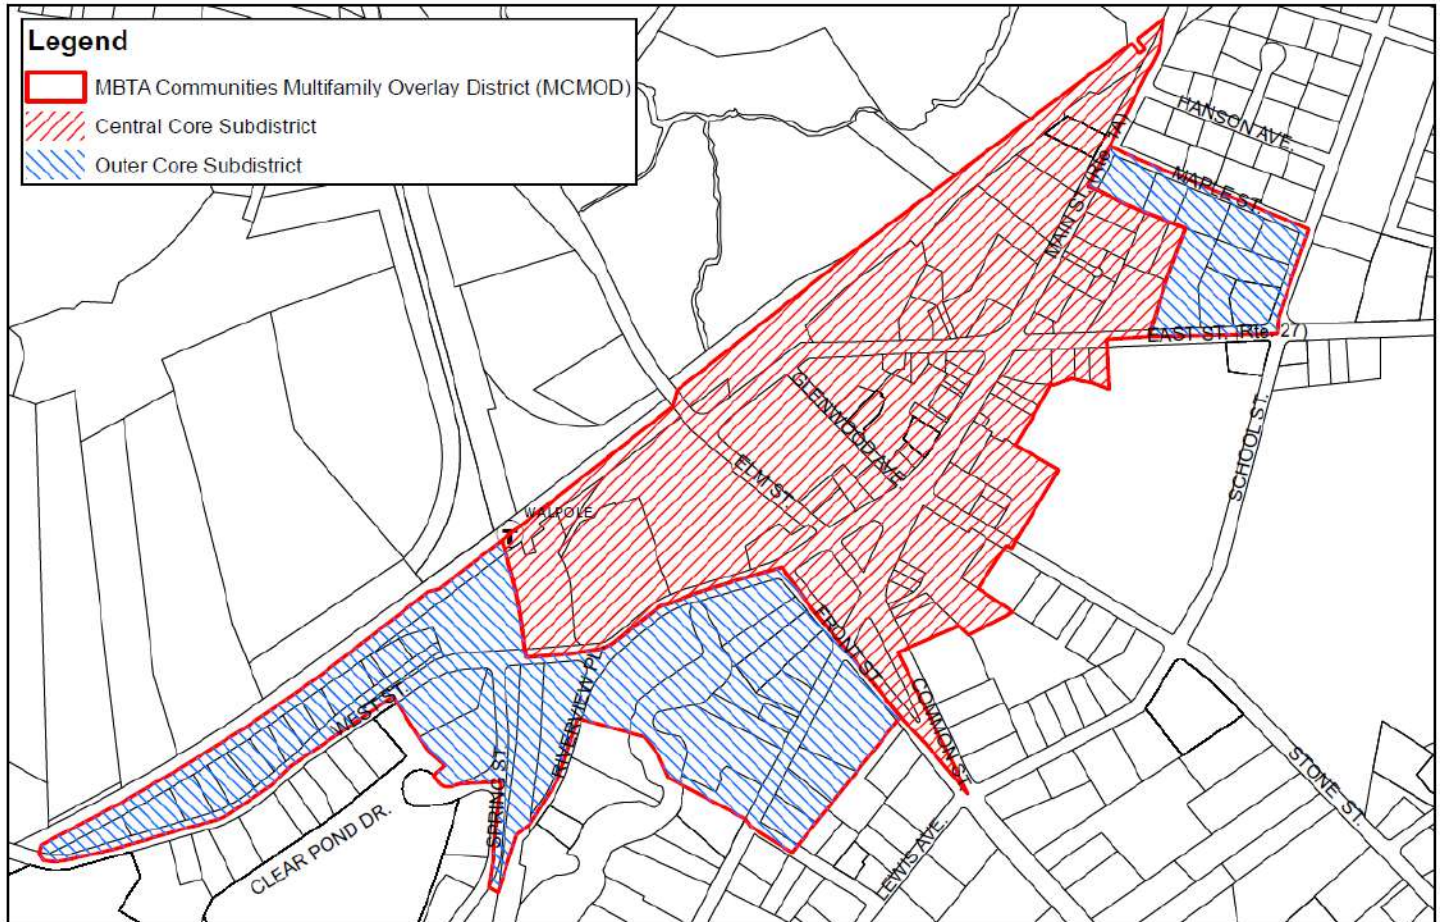 Legend
MBTA Communities Multifamily Overlay District (MCMOD)
Central Core Subdistrict
Outer Core Subdistrict
HANSON AVE.
MAPLE ST.
MAIN ST. (Rte. 1A)
EAST ST. (Rte. 27)
GLENWOOD AVE.
SCHOOL ST.
ELM ST.
WALPOLE
T
FRONT ST.
COMMON ST.
WEST ST.
RIVERVIEW PL.
SPRING ST.
CLEAR POND DR.
STONE ST.
LEWIS AVE.